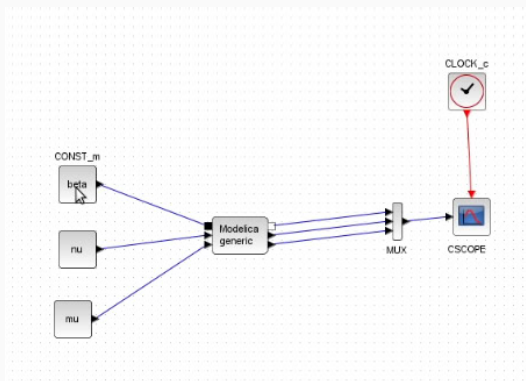 CLOCK_c
CONST_m
beta
Modelica
generic
nu
MUX
CSCOPE
mu